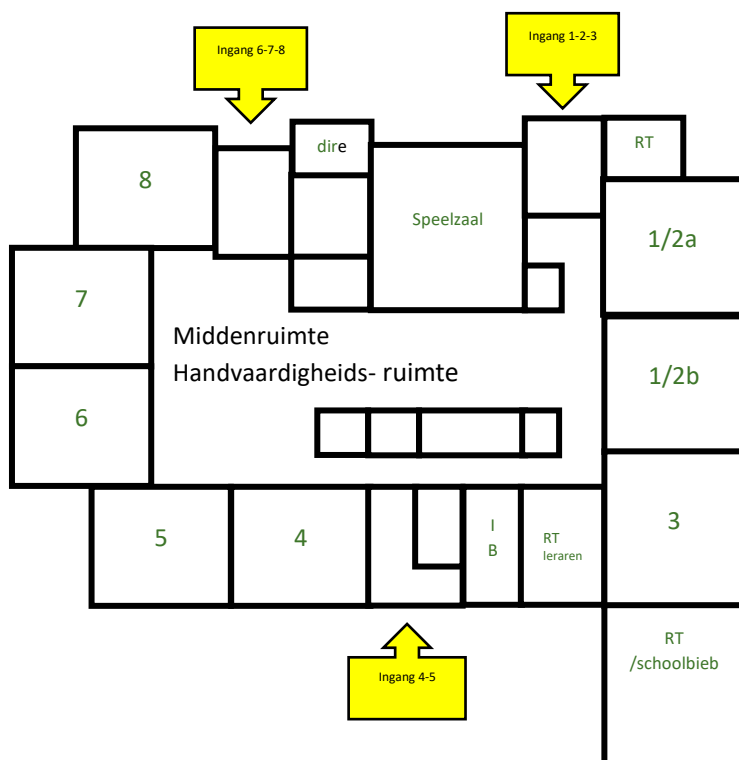 Ingang 6-7-8
Ingang 1-2-3
dire
RT
8
Speelzaal
1/2a
7
Middenruimte
Handvaardigheids- ruimte
1/2b
6
5
4
I
B
RT
leraren
3
Ingang 4-5
RT
/schoolbieb